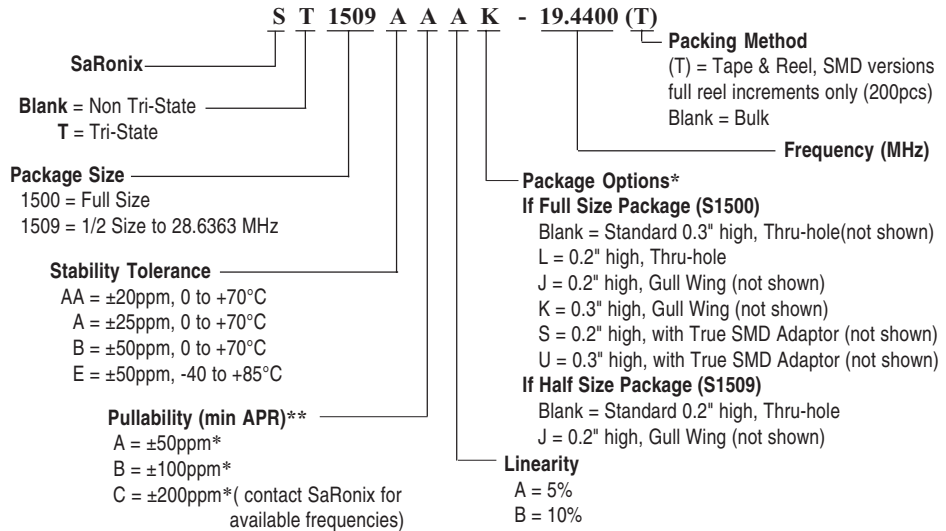 S T 1509 A A A K - 19.4400 (T)
Packing Method
(T) = Tape & Reel, SMD versions
full reel increments only (200pcs)
Blank = Bulk
SaRonix
Blank = Non Tri-State
T = Tri-State
Frequency (MHz)
Package Size
1500 = Full Size
1509 = 1/2 Size to 28.6363 MHz
Package Options*
If Full Size Package (S1500)
Blank = Standard 0.3" high, Thru-hole(not shown)
L = 0.2" high, Thru-hole
J = 0.2" high, Gull Wing (not shown)
K = 0.3" high, Gull Wing (not shown)
S = 0.2" high, with True SMD Adaptor (not shown)
U = 0.3" high, with True SMD Adaptor (not shown)
If Half Size Package (S1509)
Blank = Standard 0.2" high, Thru-hole
J = 0.2" high, Gull Wing (not shown)
Stability Tolerance
AA = ±20ppm, 0 to +70°C
A = ±25ppm, 0 to +70°C
B = ±50ppm, 0 to +70°C
E = ±50ppm, -40 to +85°C
Pullability (min APR)**
A = ±50ppm*
B = ±100ppm*
C = ±200ppm*( contact SaRonix for
available frequencies)
Linearity
A = 5%
B = 10%